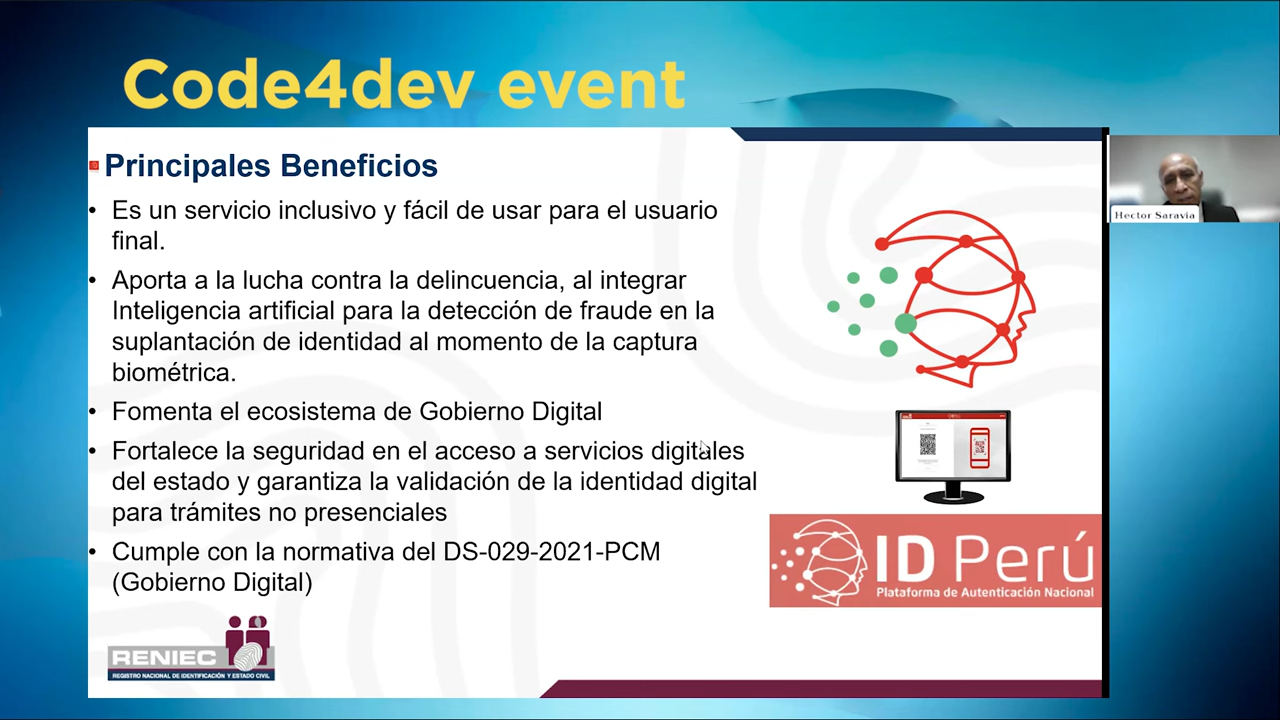 Code4dev event
Principales Beneficios
• Es un servicio inclusivo y fácil de usar para el usuario
final.
• Aporta a la lucha contra la delincuencia, al integrar
Inteligencia artificial para la detección de fraude en la
suplantación de identidad al momento de la captura
biométrica.
• Fomenta el ecosistema de Gobierno Digital
• Fortalece la seguridad en el acceso a servicios digitales
del estado y garantiza la validación de la identidad digital
para trámites no presenciales
• Cumple con la normativa del DS-029-2021-PCM
(Gobierno Digital)
Hector Saravia
ID Perú
Plataforma de Autenticación Nacional
RENIEC
REGISTRO NACIONAL DE IDENTIFICACIÓN Y ESTADO CIVIL